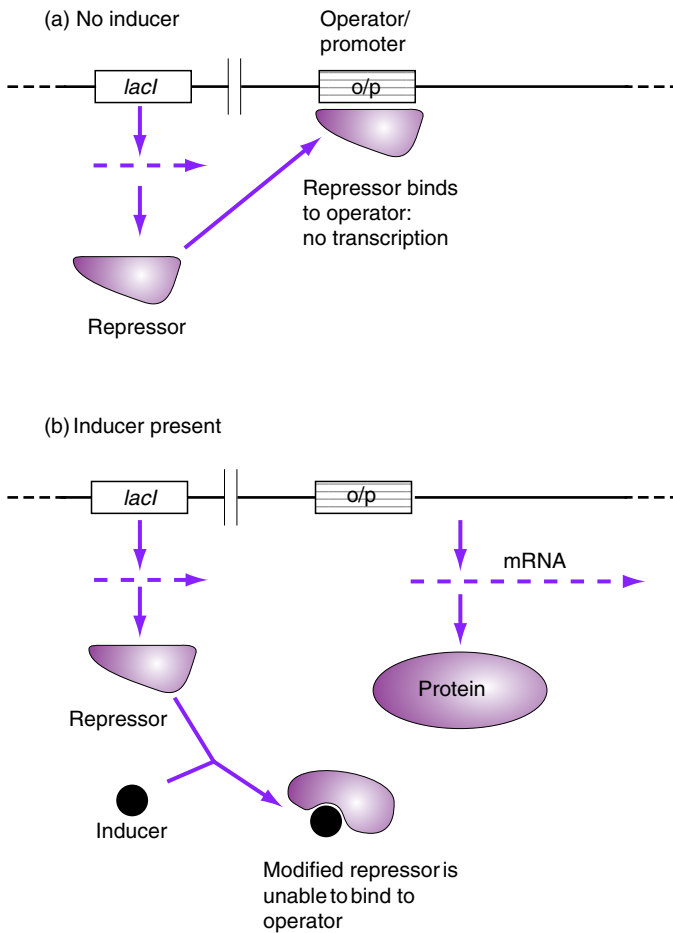 (a) No inducer
Operator/
promoter
lacI
o/p
Repressor binds
to operator:
no transcription
Repressor
(b) Inducer present
lacI
o/p
mRNA
Protein
Repressor
Inducer
Modified repressor is
unable to bind to
operator